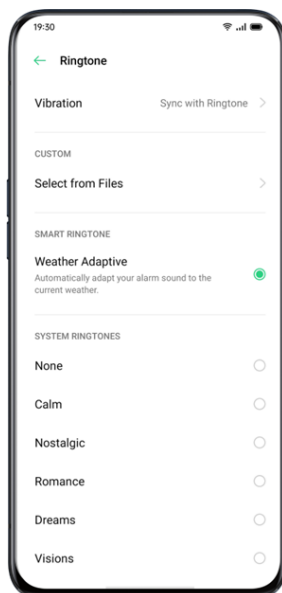 19:30
Ringtone
Vibration Sync with Ringtone
CUSTOM
Select from Files
SMART RINGTONE
Weather Adaptive
Automatically adapt your alarm sound to the
current weather.
SYSTEM RINGTONES
None
Calm
Nostalgic
Romance
Dreams
Visions